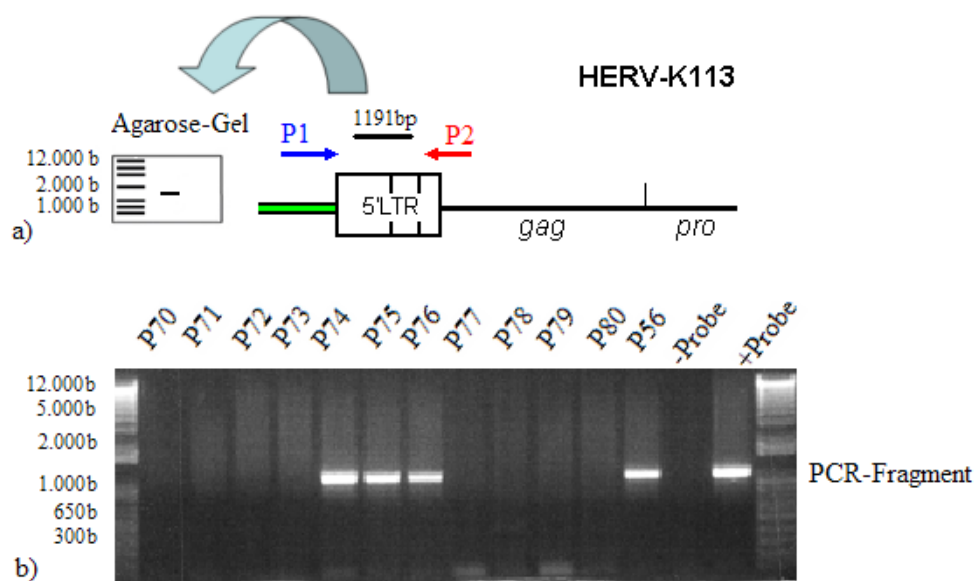 HERV-K113
Agarose-Gel
1191bp
P1
P2
12.000 b
2.000 b
1.000 b
5'LTR
gag
pro
a)
P70 P71 P72 P73 P74 P75 P76 P77 P78 P79 P80 P56 -Probe +Probe
12.000b
5.000b
2.000b
1.000b
650b
300b
PCR-Fragment
b)